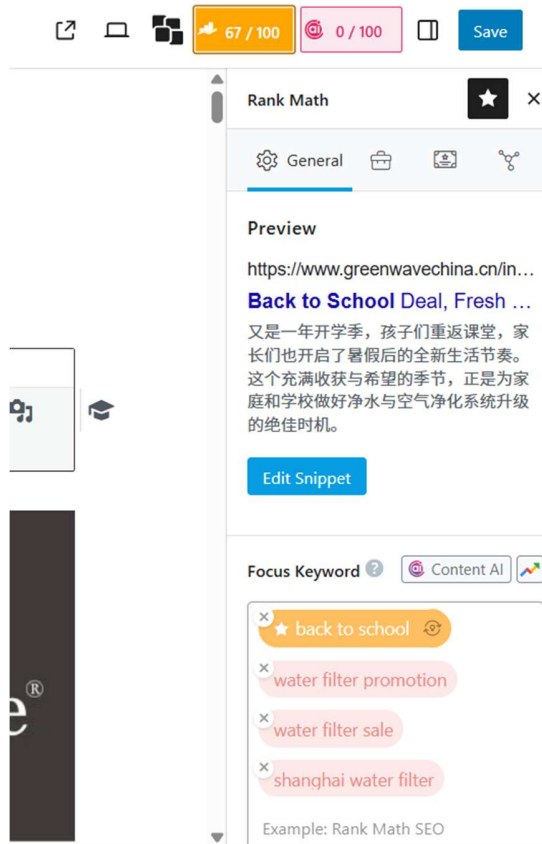 67 / 100
0 / 100
Save
Rank Math
General
Preview
https://www.greenwavechina.cn/in...
Back to School Deal, Fresh ...
又是一年开学季，孩子们重返课堂，家
长们也开启了暑假后的全新生活节奏。
这个充满收获与希望的季节，正是为家
庭和学校做好净水与空气净化系统升级
的绝佳时机。
Edit Snippet
Focus Keyword
Content AI
back to school
water filter promotion
water filter sale
shanghai water filter
Example: Rank Math SEO
e®